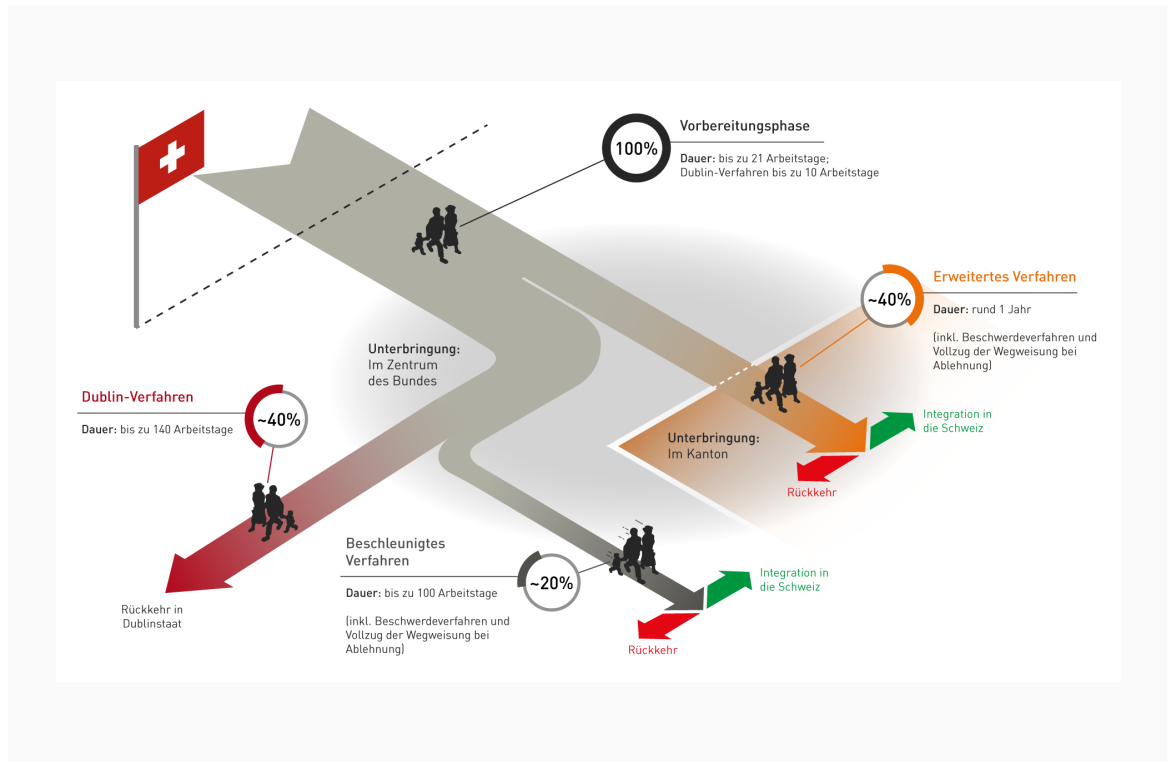 100%
Vorbereitungsphase
Dauer: bis zu 21 Arbeitstage;
Dublin-Verfahren bis zu 10 Arbeitstage
~40%
Erweitertes Verfahren
Dauer: rund 1 Jahr
(inkl. Beschwerdeverfahren und
Vollzug der Wegweisung bei
Ablehnung)
Unterbringung:
Im Zentrum
des Bundes
Dublin-Verfahren
Dauer: bis zu 140 Arbeitstage
~40%
Unterbringung:
Im Kanton
Integration in
die Schweiz
Rückkehr
Rückkehr in
Dublinstaat
Beschleunigtes
Verfahren
Dauer: bis zu 100 Arbeitstage
(inkl. Beschwerdeverfahren und
Vollzug der Wegweisung bei
Ablehnung)
~20%
Integration in
die Schweiz
Rückkehr